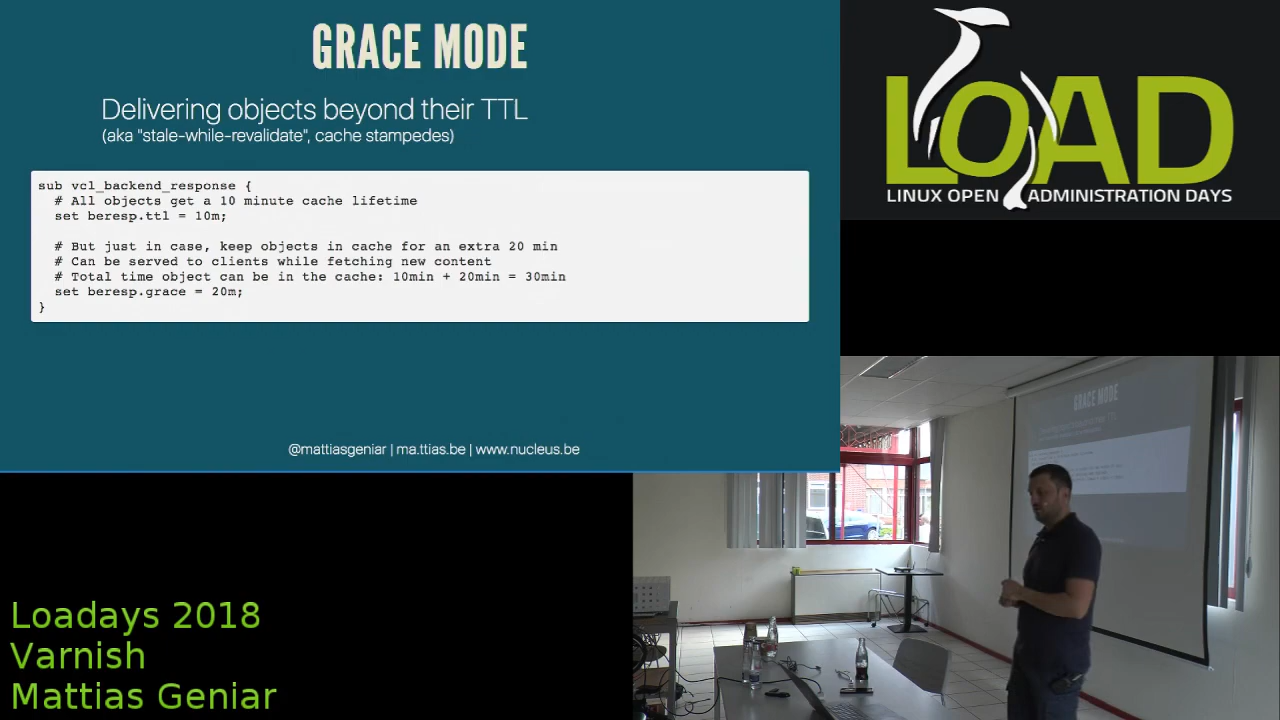 GRACE MODE
Delivering objects beyond their TTL
(aka "stale-while-revalidate", cache stampedes)
sub vcl_backend_response {
  # All objects get a 10 minute cache lifetime
  set beresp.ttl = 10m;
  # But just in case, keep objects in cache for an extra 20 min
  # Can be served to clients while fetching new content
  # Total time object can be in the cache: 10min + 20min = 30min
  set beresp.grace = 20m;
}
@mattiasgeniar | ma.ttias.be | www.nucleus.be
LOAD
LINUX OPEN ADMINISTRATION DAYS
GRACE MODE
Loadays 2018
Varnish
Mattias Geniar